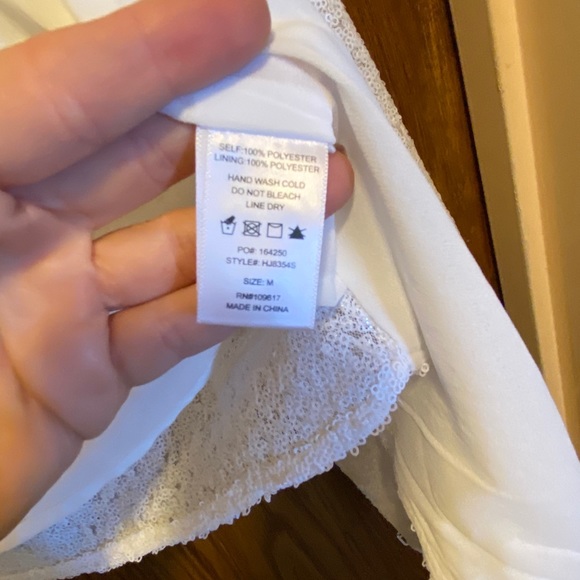 SELF:100% POLYESTER
LINING:100% POLYESTER
HAND WASH COLD
DO NOT BLEACH
LINE DRY
PO#: 164250
STYLE#: HJ8354S
SIZE: M
RN#109617
MADE IN CHINA